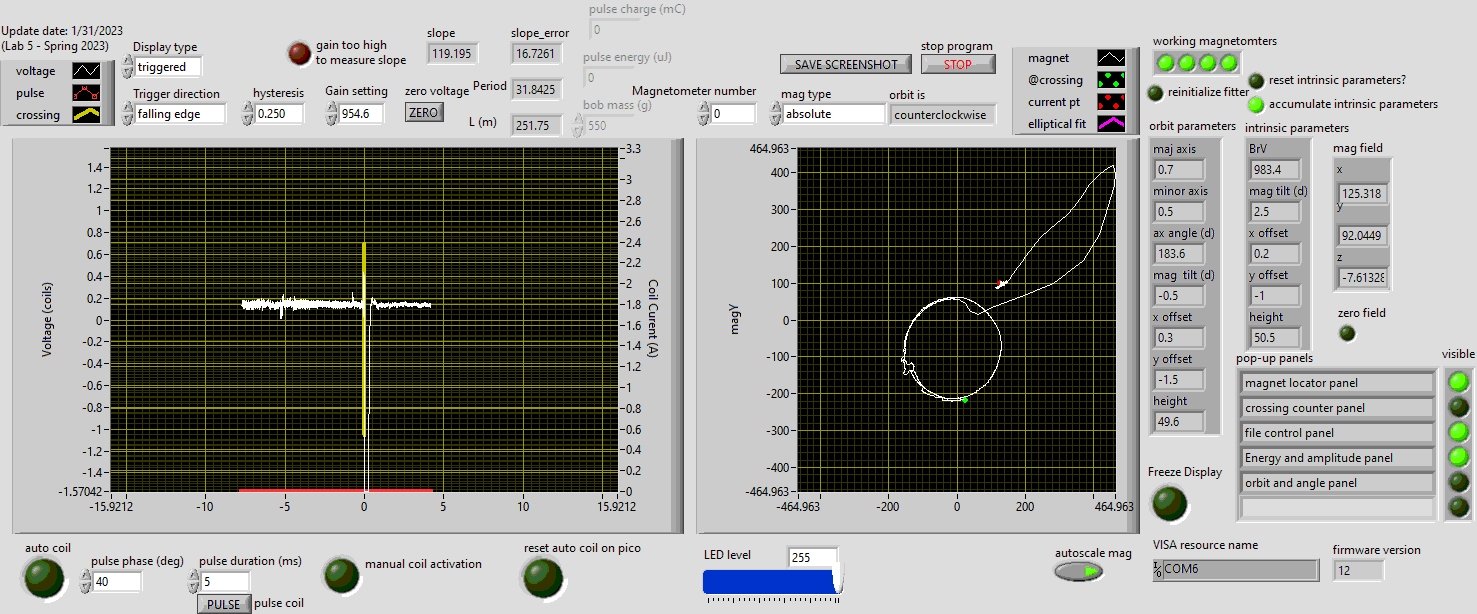 Update date: 1/31/2023
(Lab 5 - Spring 2023)
voltage
pulse
crossing
Display type
triggered
Trigger direction
falling edge
gain too high
to measure slope
hysteresis
0.250
Gain setting
954.6
zero voltage
ZERO
slope
119.195
slope_error
16.7261
Period
31.8425
L (m)
251.75
pulse charge (mC)
0
pulse energy (uJ)
0
bob mass (g)
550
Magnetometer number
0
SAVE SCREENSHOT
stop program
STOP
mag type
absolute
orbit is
counterclockwise
magnet
@crossing
current pt
elliptical fit
working magnetomters
reinitialize fitter
reset intrinsic parameters?
accumulate intrinsic parameters
Voltage (coils)
1.4
1.2
1
0.8
0.6
0.4
0.2
0
-0.2
-0.4
-0.6
-0.8
-1
-1.2
-1.4
-1.57042
-15.9212
-10
-5
0
5
10
15.9212
3.3
3
2.8
2.6
2.4
2.2
2
1.8
1.6
1.4
1.2
1
0.8
0.6
0.4
0.2
0
Coil Curent (A)
magY
464.963
400
300
200
100
0
-100
-200
-300
-400
-464.963
-464.963
-200
0
200
464.963
orbit parameters
maj axis
0.7
minor axis
0.5
ax angle (d)
183.6
mag tilt (d)
-0.5
x offset
0.3
y offset
-1.5
height
49.6
intrinsic parameters
BrV
983.4
mag tilt (d)
2.5
x offset
0.2
y offset
-1
height
50.5
mag field
x
125.318
y
92.0449
z
-7.61328
zero field
pop-up panels
visible
magnet locator panel
crossing counter panel
file control panel
Energy and amplitude panel
orbit and angle panel
Freeze Display
auto coil
pulse phase (deg)
40
pulse duration (ms)
5
PULSE
pulse coil
manual coil activation
reset auto coil on pico
LED level
255
autoscale mag
VISA resource name
COM6
firmware version
12